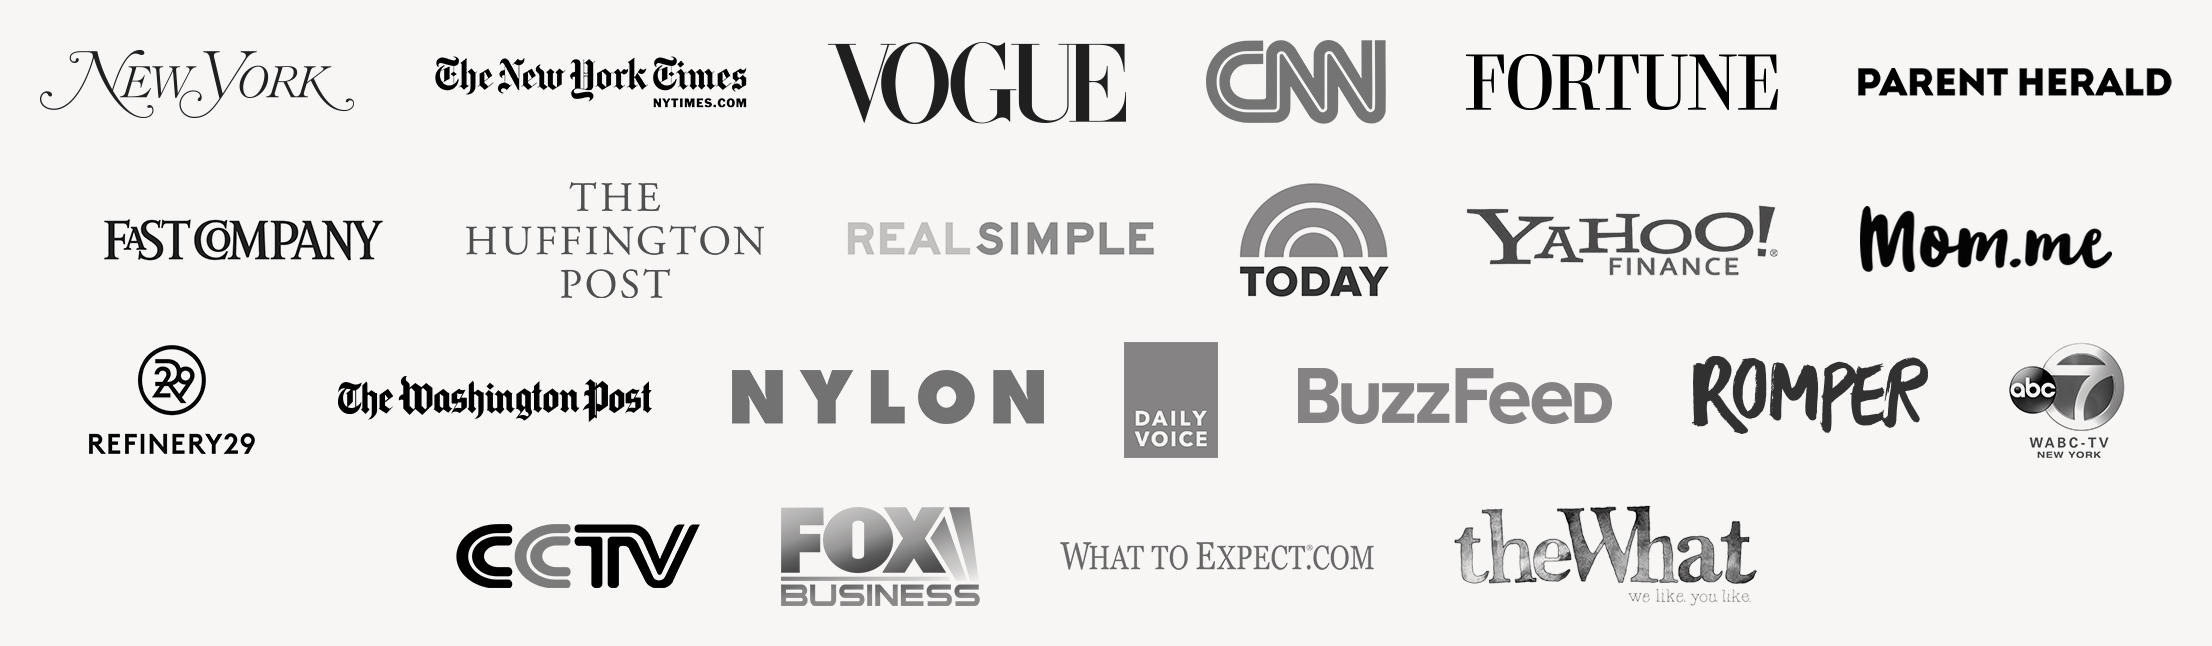 NEW YORK
The New York Times
NYTIMES.COM
VOGUE
CNN
FORTUNE
PARENT HERALD
FAST COMPANY
THE
HUFFINGTON
POST
REALSIMPLE
TODAY
YAHOO!®
FINANCE
Mom.me
R29
REFINERY29
The Washington Post
NYLON
DAILY
VOICE
BUZZFEED
ROMPER
abc 7
WABC-TV
NEW YORK
CCTV
FOX
BUSINESS
WHAT TO EXPECT®.COM
theWhat
we like. you like.